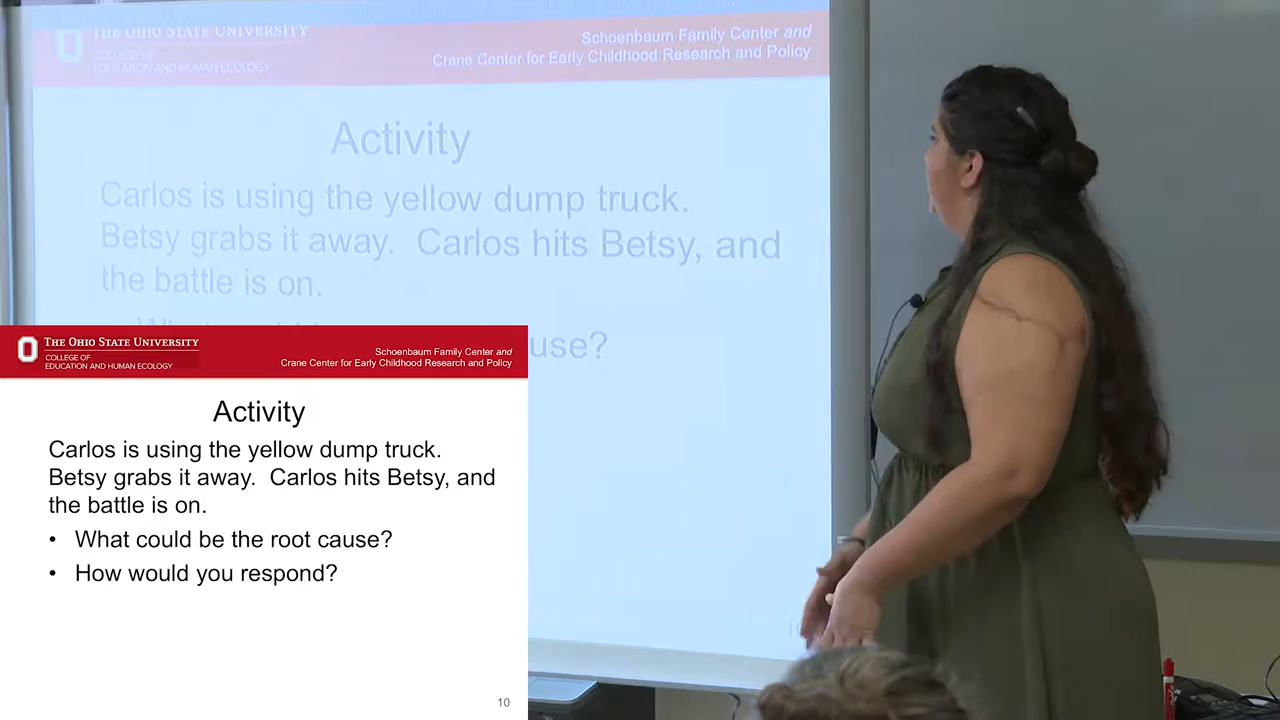 THE OHIO STATE UNIVERSITY
COLLEGE OF
EDUCATION AND HUMAN ECOLOGY
Schoenbaum Family Center and
Crane Center for Early Childhood Research and Policy
Activity
Carlos is using the yellow dump truck.
Betsy grabs it away. Carlos hits Betsy, and
the battle is on.
THE OHIO STATE UNIVERSITY
COLLEGE OF
EDUCATION AND HUMAN ECOLOGY
Schoenbaum Family Center and
Crane Center for Early Childhood Research and Policy
Activity
Carlos is using the yellow dump truck.
Betsy grabs it away. Carlos hits Betsy, and
the battle is on.
• What could be the root cause?
• How would you respond?
10